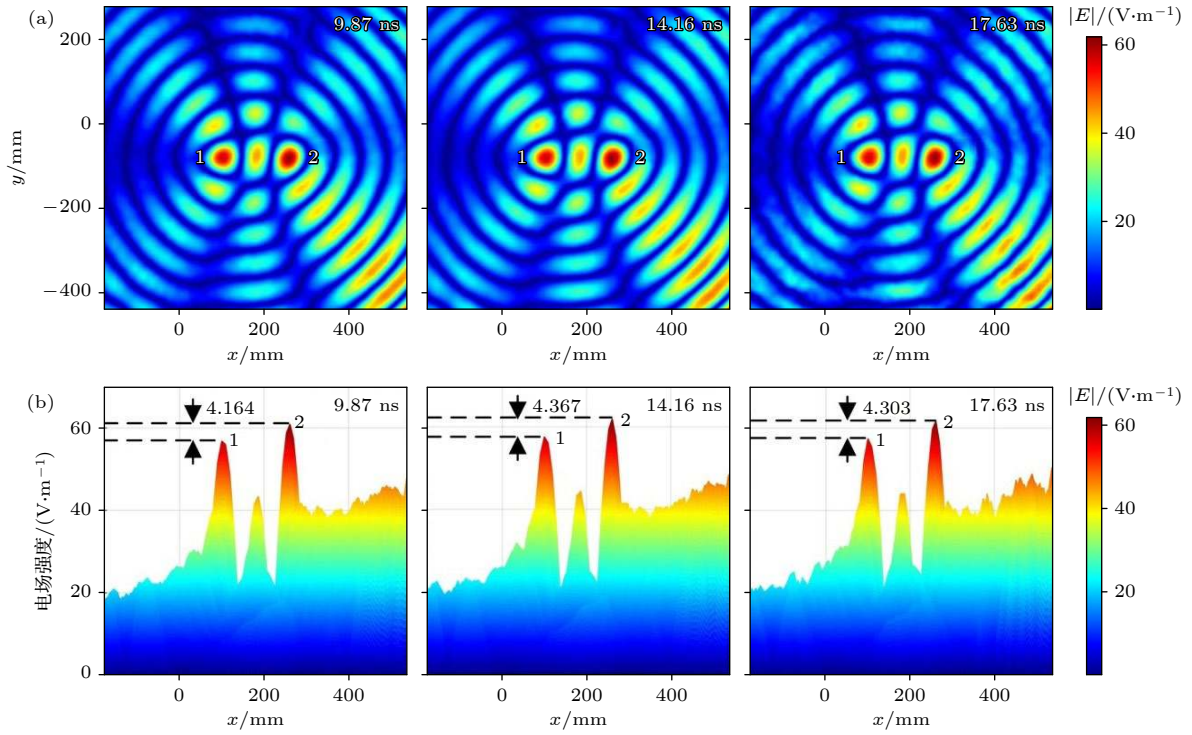 (a)
9.87 ns
14.16 ns
17.63 ns
|E|/(V·m⁻¹)
60
40
20
200
0
−200
−400
y/mm
1
2
1
2
1
2
0
200
400
0
200
400
0
200
400
x/mm
x/mm
x/mm
(b)
4.164
9.87 ns
4.367
14.16 ns
4.303
17.63 ns
|E|/(V·m⁻¹)
60
40
20
60
40
20
0
电场强度/(V·m⁻¹)
1
2
1
2
1
2
0
200
400
0
200
400
0
200
400
x/mm
x/mm
x/mm